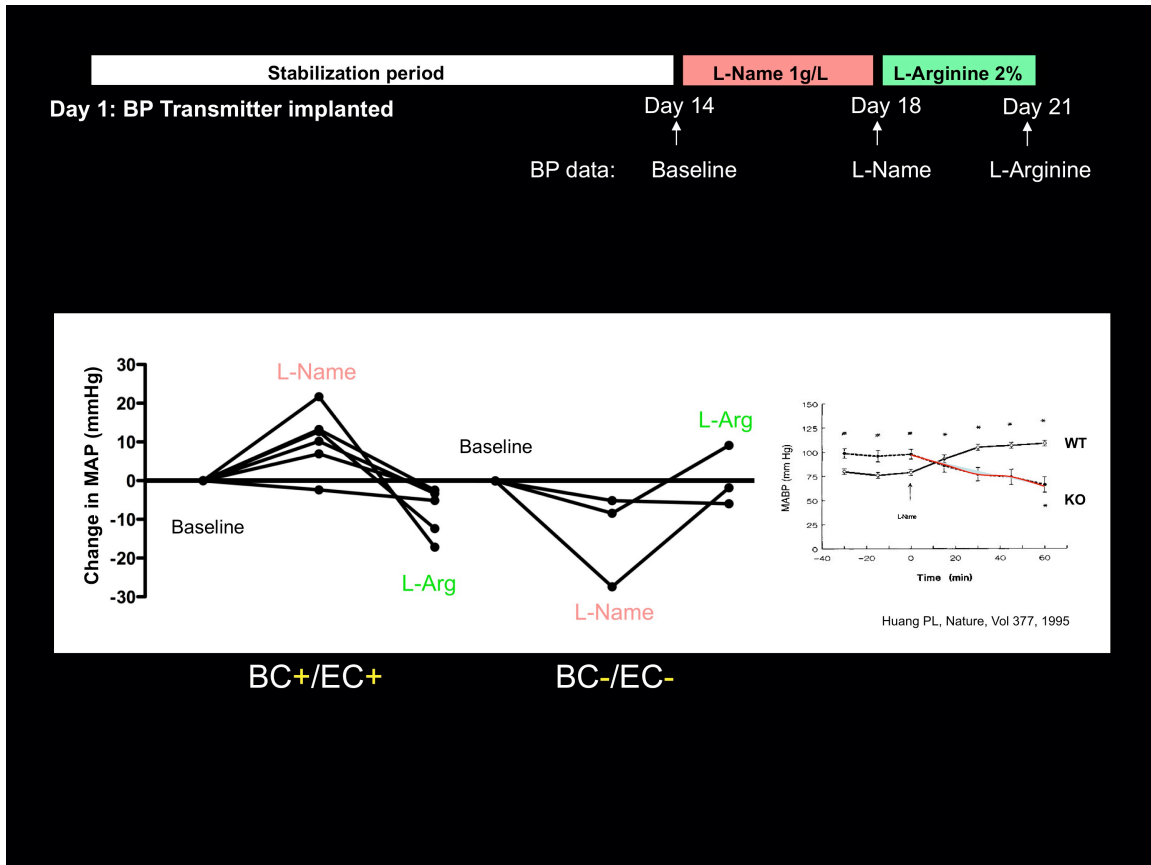 Stabilization period
L-Name 1g/L
L-Arginine 2%
Day 1: BP Transmitter implanted
Day 14
Day 18
Day 21
BP data:
Baseline
L-Name
L-Arginine
Change in MAP (mmHg)
30
20
10
0
-10
-20
-30
L-Name
Baseline
L-Arg
Baseline
L-Name
L-Arg
MABP (mm Hg)
150
125
100
75
50
25
0
# # # * * * *
WT
KO
*
L-Name
-40 -20 0 20 40 60
Time (min)
Huang PL, Nature, Vol 377, 1995
BC+/EC+
BC-/EC-